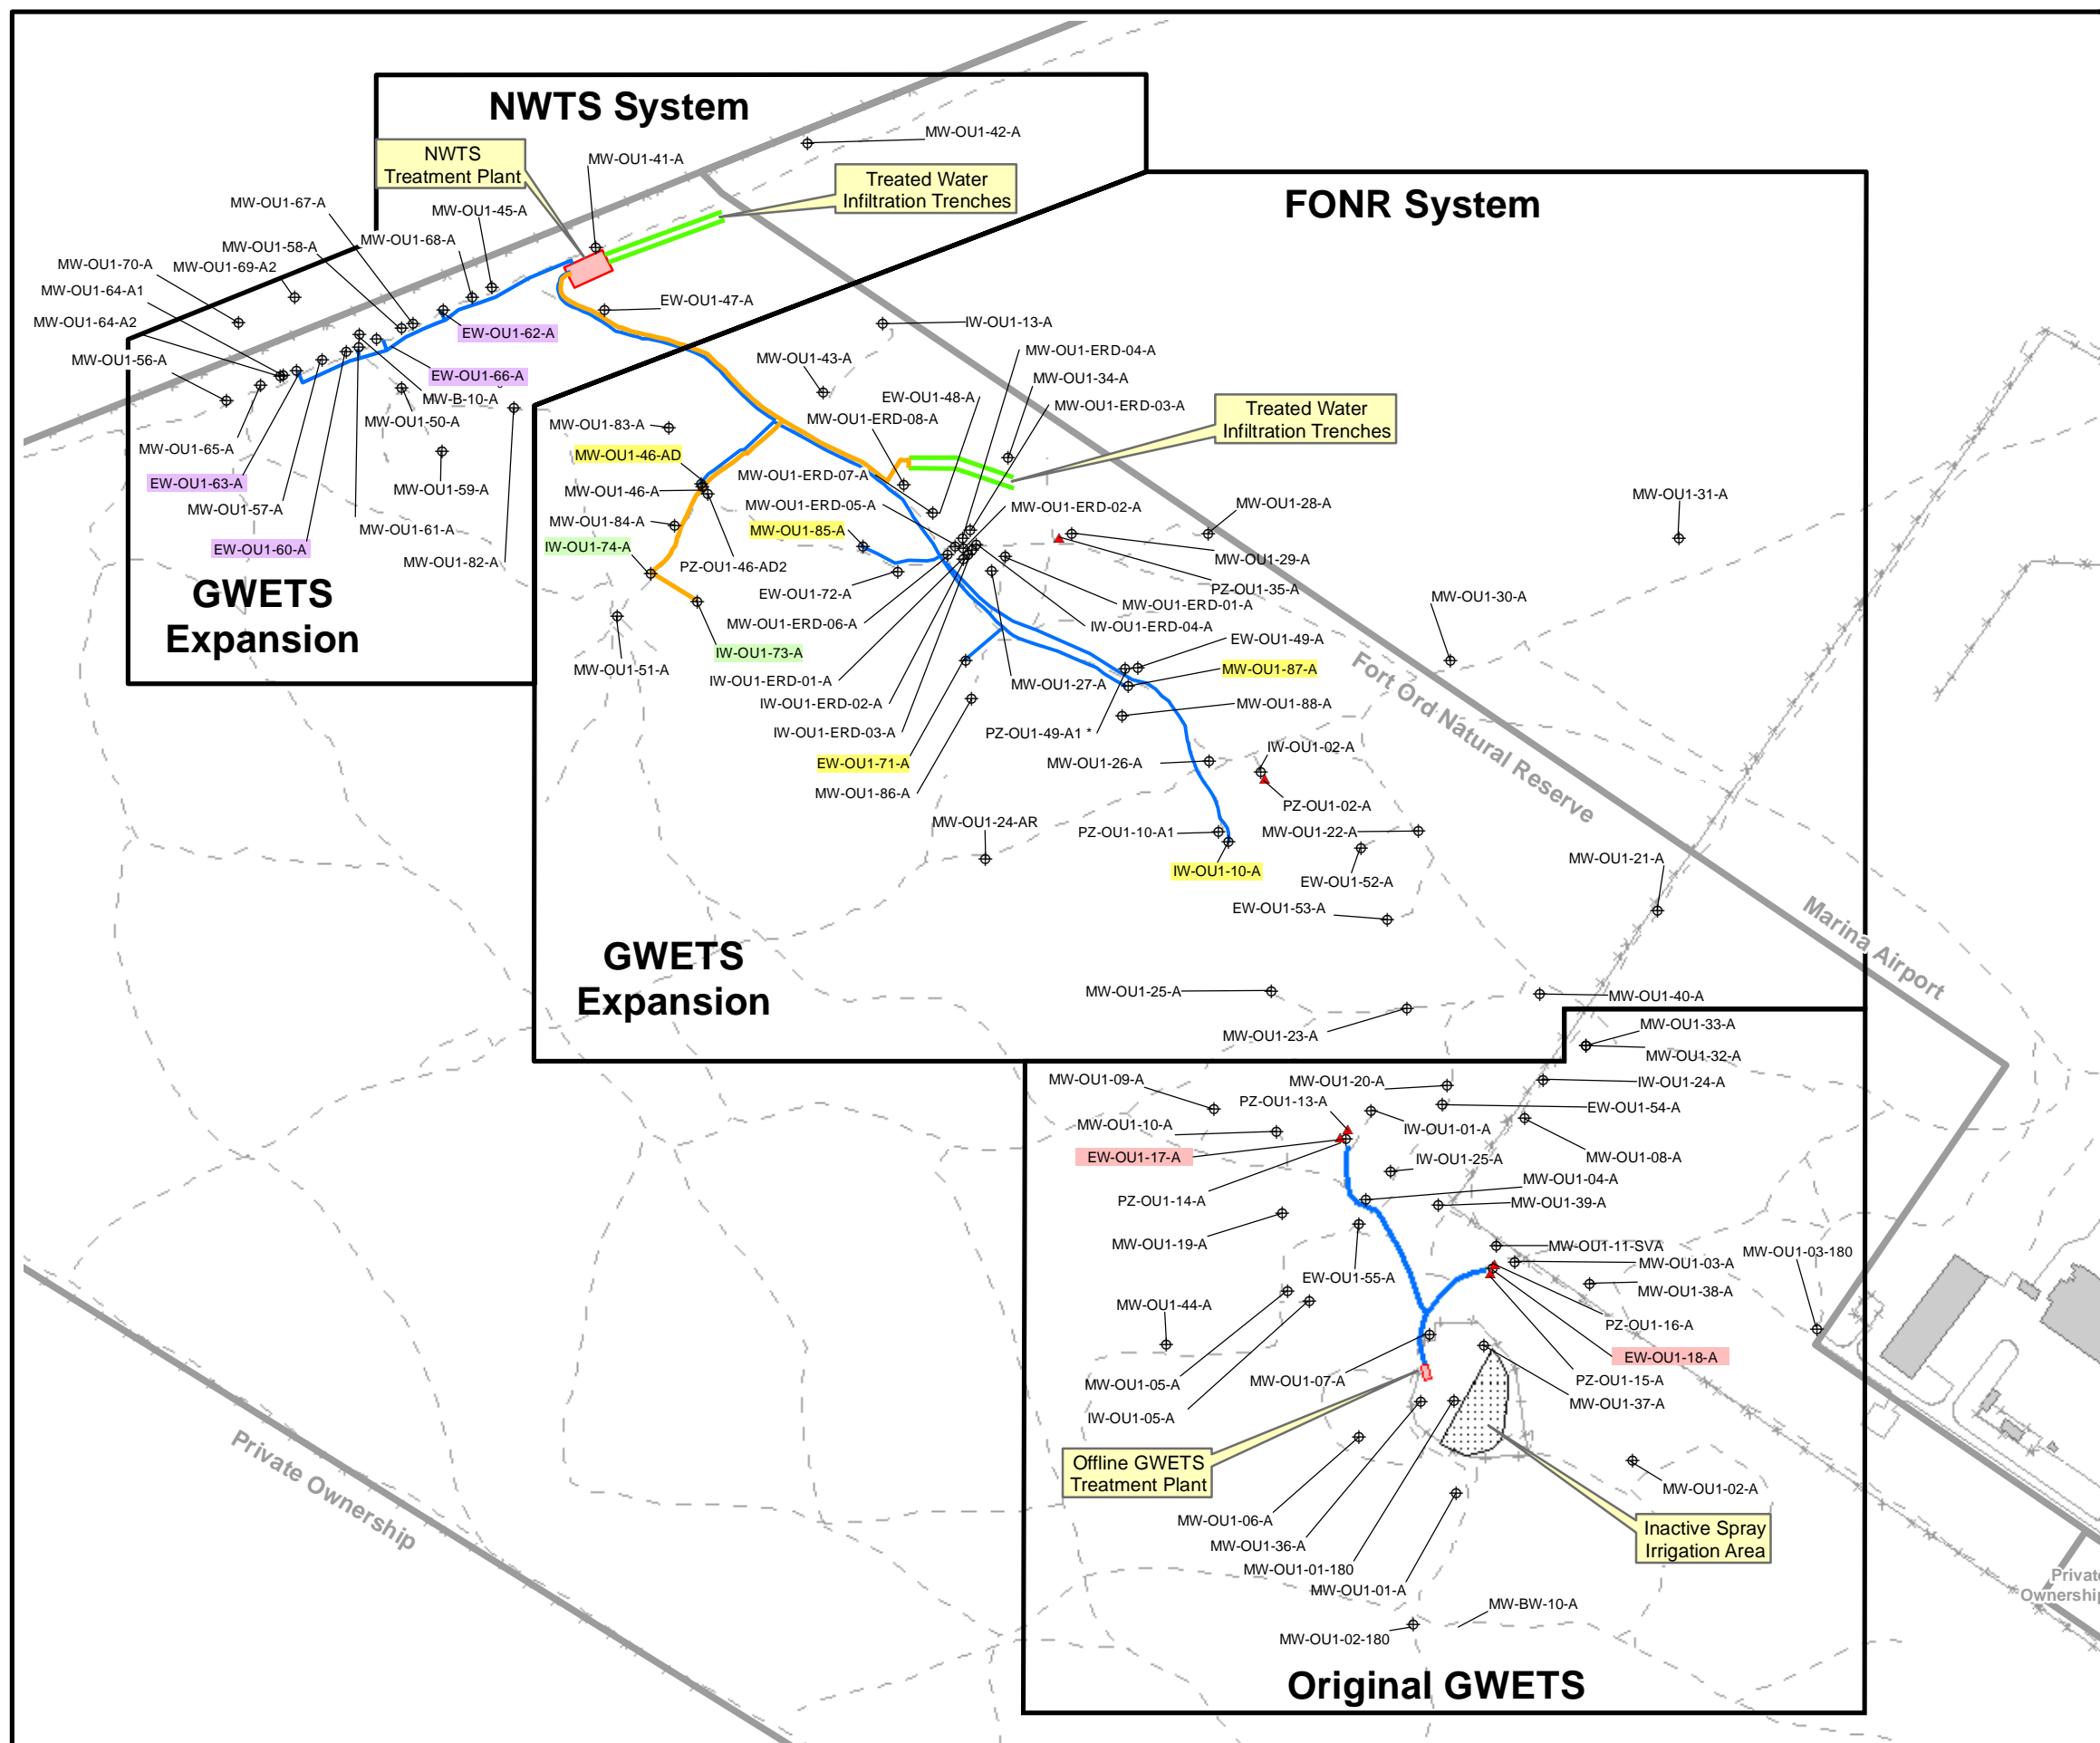 NWTS System
MW-OU1-42-A
NWTS
Treatment Plant
MW-OU1-41-A
Treated Water
Infiltration Trenches
FONR System
MW-OU1-67-A
MW-OU1-45-A
MW-OU1-68-A
MW-OU1-58-A
MW-OU1-69-A2
MW-OU1-70-A
MW-OU1-64-A1
MW-OU1-64-A2
MW-OU1-56-A
EW-OU1-47-A
EW-OU1-62-A
EW-OU1-66-A
MW-B-10-A
MW-OU1-50-A
MW-OU1-65-A
EW-OU1-63-A
MW-OU1-59-A
MW-OU1-57-A
MW-OU1-61-A
EW-OU1-60-A
MW-OU1-82-A
GWETS
Expansion
IW-OU1-13-A
MW-OU1-43-A
MW-OU1-ERD-04-A
MW-OU1-34-A
EW-OU1-48-A
MW-OU1-ERD-03-A
MW-OU1-ERD-08-A
Treated Water
Infiltration Trenches
MW-OU1-83-A
MW-OU1-46-AD
MW-OU1-ERD-07-A
MW-OU1-46-A
MW-OU1-ERD-05-A
MW-OU1-ERD-02-A
MW-OU1-28-A
MW-OU1-31-A
MW-OU1-84-A
MW-OU1-85-A
IW-OU1-74-A
PZ-OU1-46-AD2
MW-OU1-29-A
PZ-OU1-35-A
EW-OU1-72-A
MW-OU1-ERD-01-A
MW-OU1-30-A
MW-OU1-ERD-06-A
IW-OU1-ERD-04-A
EW-OU1-49-A
IW-OU1-73-A
MW-OU1-51-A
MW-OU1-87-A
IW-OU1-ERD-01-A
MW-OU1-27-A
IW-OU1-ERD-02-A
MW-OU1-88-A
IW-OU1-ERD-03-A
PZ-OU1-49-A1 *
Fort Ord Natural Reserve
EW-OU1-71-A
MW-OU1-26-A
IW-OU1-02-A
MW-OU1-86-A
PZ-OU1-02-A
MW-OU1-24-AR
PZ-OU1-10-A1
MW-OU1-22-A
IW-OU1-10-A
EW-OU1-52-A
MW-OU1-21-A
EW-OU1-53-A
Marina Airport
GWETS
Expansion
MW-OU1-25-A
MW-OU1-40-A
MW-OU1-23-A
MW-OU1-33-A
MW-OU1-32-A
MW-OU1-09-A
MW-OU1-20-A
IW-OU1-24-A
PZ-OU1-13-A
EW-OU1-54-A
MW-OU1-10-A
IW-OU1-01-A
EW-OU1-17-A
IW-OU1-25-A
MW-OU1-08-A
MW-OU1-04-A
PZ-OU1-14-A
MW-OU1-39-A
MW-OU1-19-A
MW-OU1-11-SVA
MW-OU1-03-180
MW-OU1-03-A
EW-OU1-55-A
MW-OU1-38-A
MW-OU1-44-A
PZ-OU1-16-A
EW-OU1-18-A
MW-OU1-05-A
MW-OU1-07-A
PZ-OU1-15-A
MW-OU1-37-A
IW-OU1-05-A
Offline GWETS
Treatment Plant
MW-OU1-02-A
MW-OU1-06-A
MW-OU1-36-A
MW-OU1-01-180
MW-OU1-01-A
Inactive Spray
Irrigation Area
MW-BW-10-A
MW-OU1-02-180
Original GWETS
Private Ownership
Private
Ownership